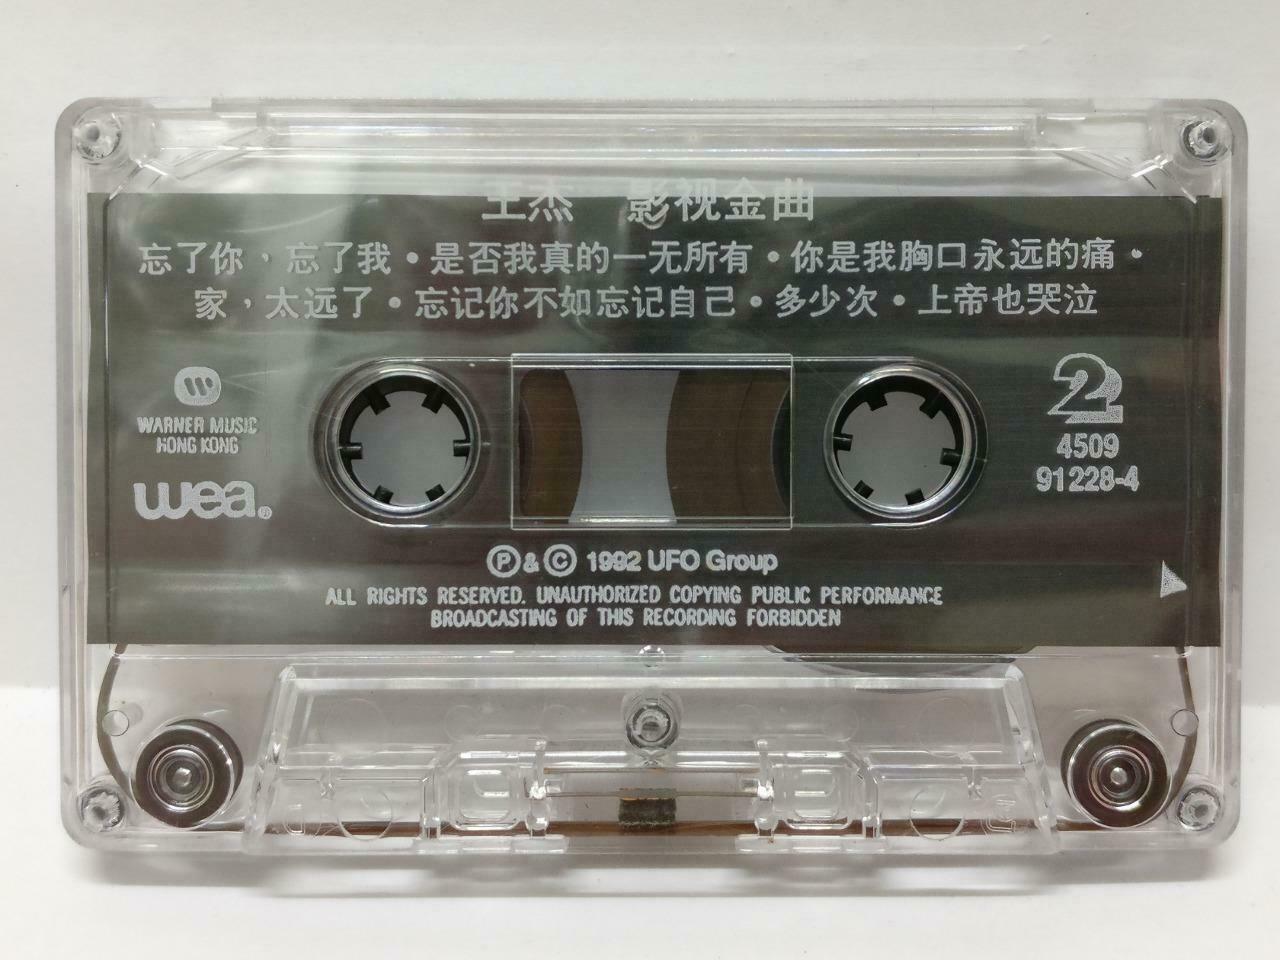 王杰 影视金曲
忘了你，忘了我•是否我真的一无所有•你是我胸口永远的痛•
家，太远了•忘记你不如忘记自己•多少次•上帝也哭泣
WARNER MUSIC
HONG KONG
wea®
2
4509
91228-4
Ⓟ & © 1992 UFO Group
ALL RIGHTS RESERVED. UNAUTHORIZED COPYING PUBLIC PERFORMANCE
BROADCASTING OF THIS RECORDING FORBIDDEN